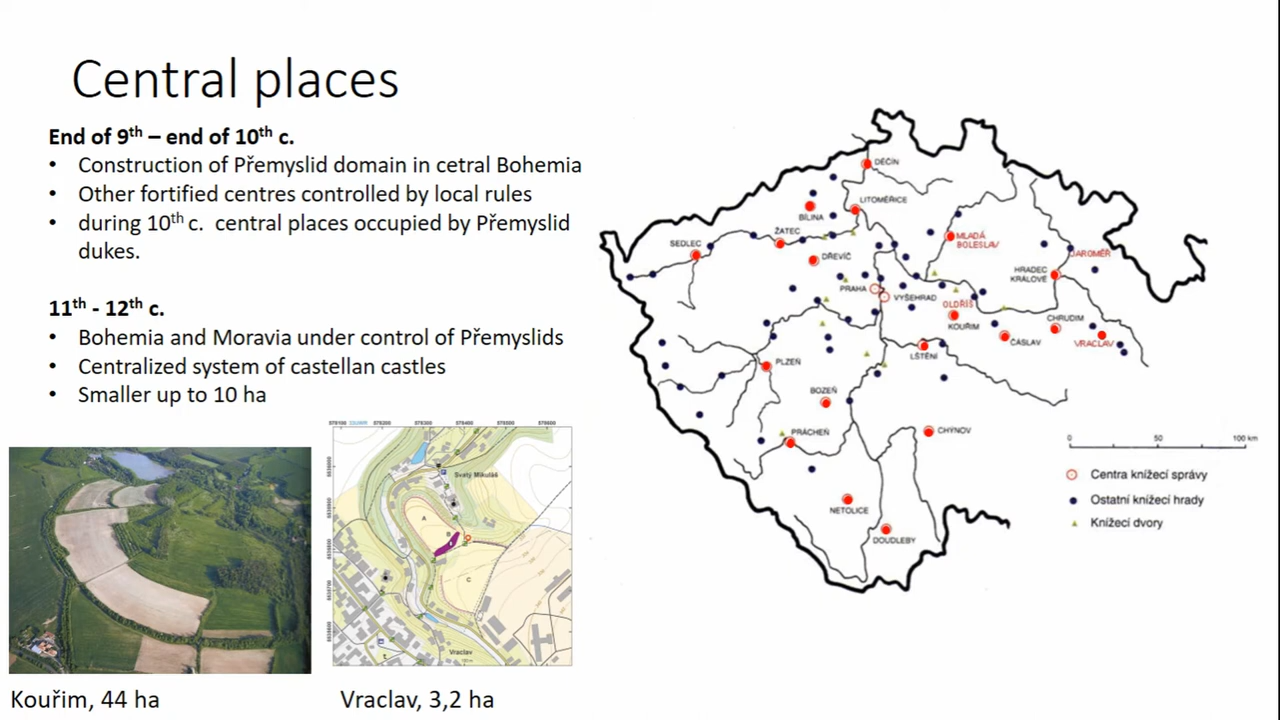 Central places
End of 9th – end of 10th c.
• Construction of Přemyslid domain in cetral Bohemia
• Other fortified centres controlled by local rules
• during 10th c. central places occupied by Přemyslid
dukes.
11th - 12th c.
• Bohemia and Moravia under control of Přemyslids
• Centralized system of castellan castles
• Smaller up to 10 ha
Kouřim, 44 ha
Svatý Mikuláš
A
B
C
Vraclav
Vraclav, 3,2 ha
DĚČÍN
LITOMĚŘICE
BÍLINA
ŽATEC
SEDLEC
DŘEVÍČ
MLADÁ
BOLESLAV
JAROMĚŘ
HRADEC
KRÁLOVÉ
PRAHA
VYŠEHRAD
OLDŘIŠ
KOUŘIM
CHRUDIM
ČÁSLAV
VRACLAV
LŠTĚNÍ
PLZEŇ
BOZEŇ
PRÁCHEŇ
CHÝNOV
NETOLICE
DOUDLEBY
0 50 100 km
Centra knížecí správy
Ostatní knížecí hrady
Knížecí dvory